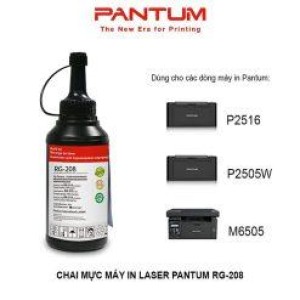 PANTUM
The New Era for Printing
Dùng cho các dòng máy in Pantum:
RG-208
P2516
P2505W
M6505
CHAI MỰC MÁY IN LASER PANTUM RG-208